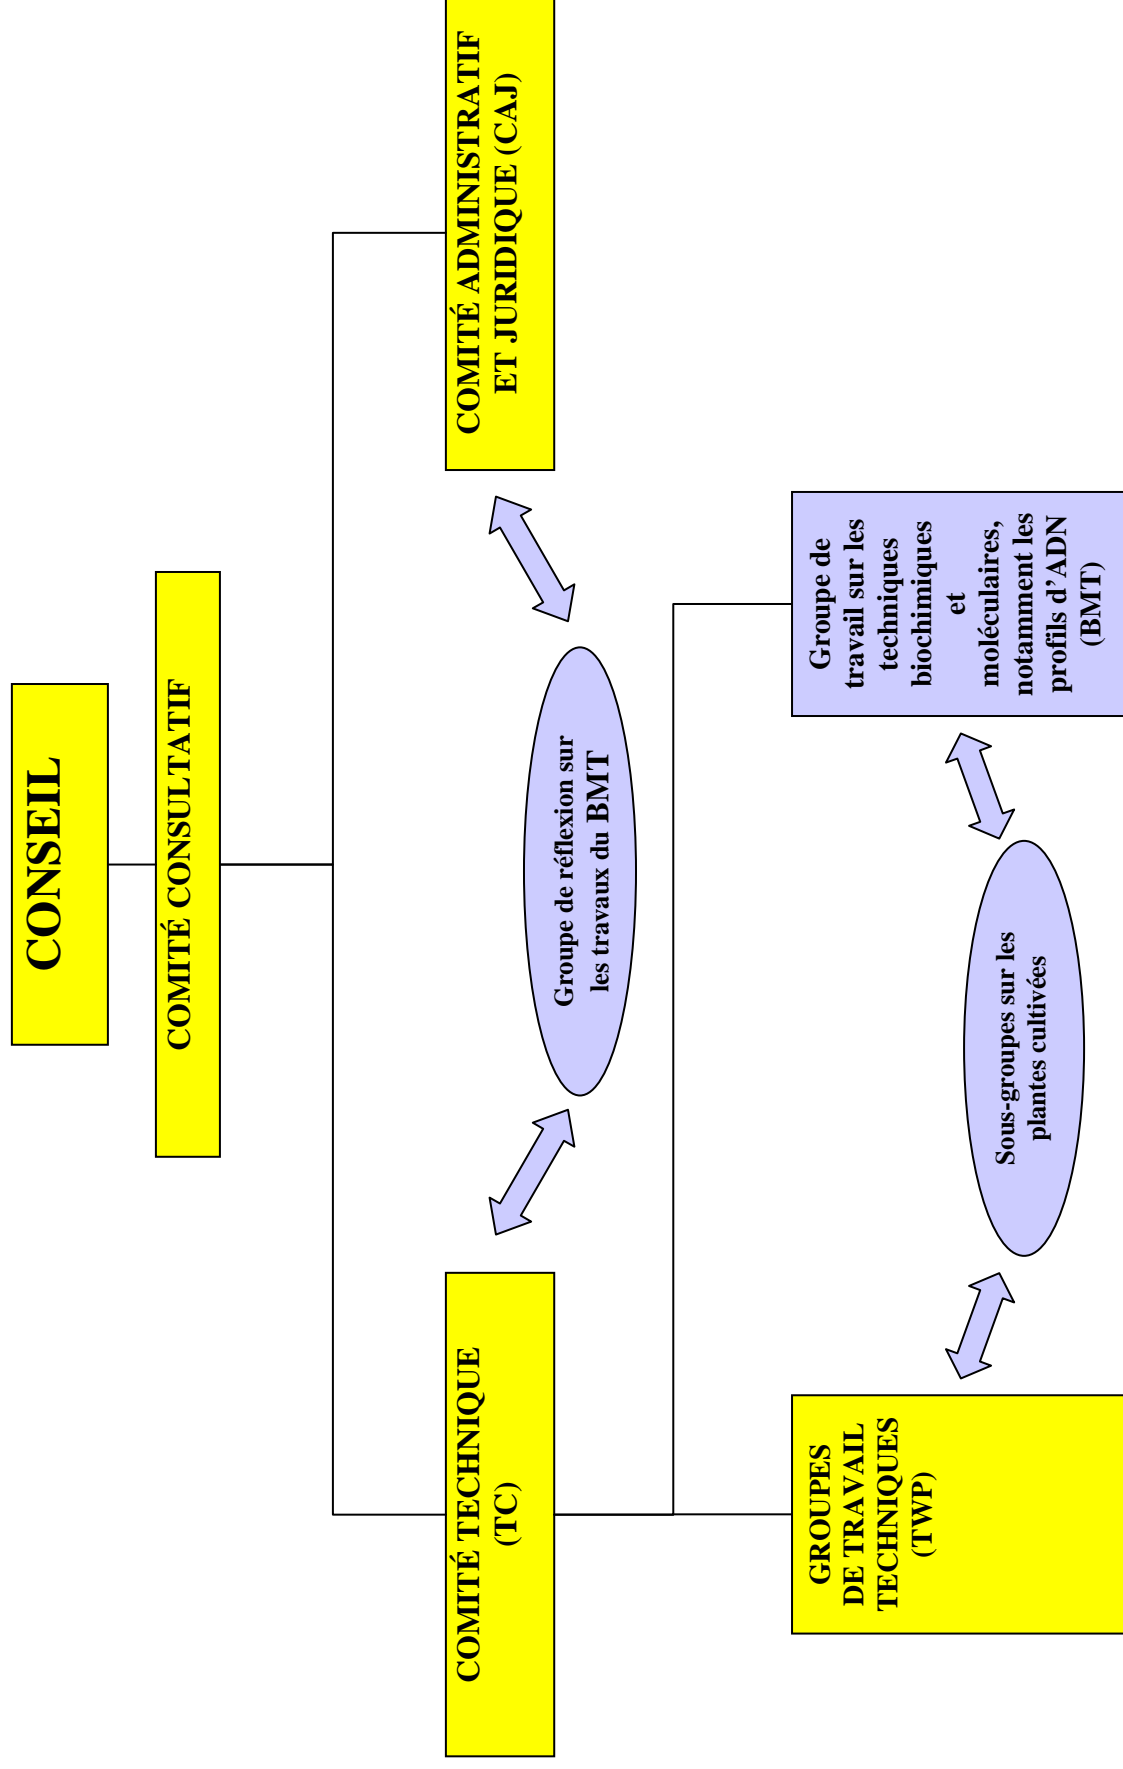 CONSEIL
COMITÉ CONSULTATIF
COMITÉ TECHNIQUE
(TC)
COMITÉ ADMINISTRATIF
ET JURIDIQUE (CAJ)
Groupe de réflexion sur
les travaux du BMT
GROUPES
DE TRAVAIL
TECHNIQUES
(TWP)
Groupe de
travail sur les
techniques
biochimiques
et
moléculaires,
notamment les
profils d’ADN
(BMT)
Sous-groupes sur les
plantes cultivées